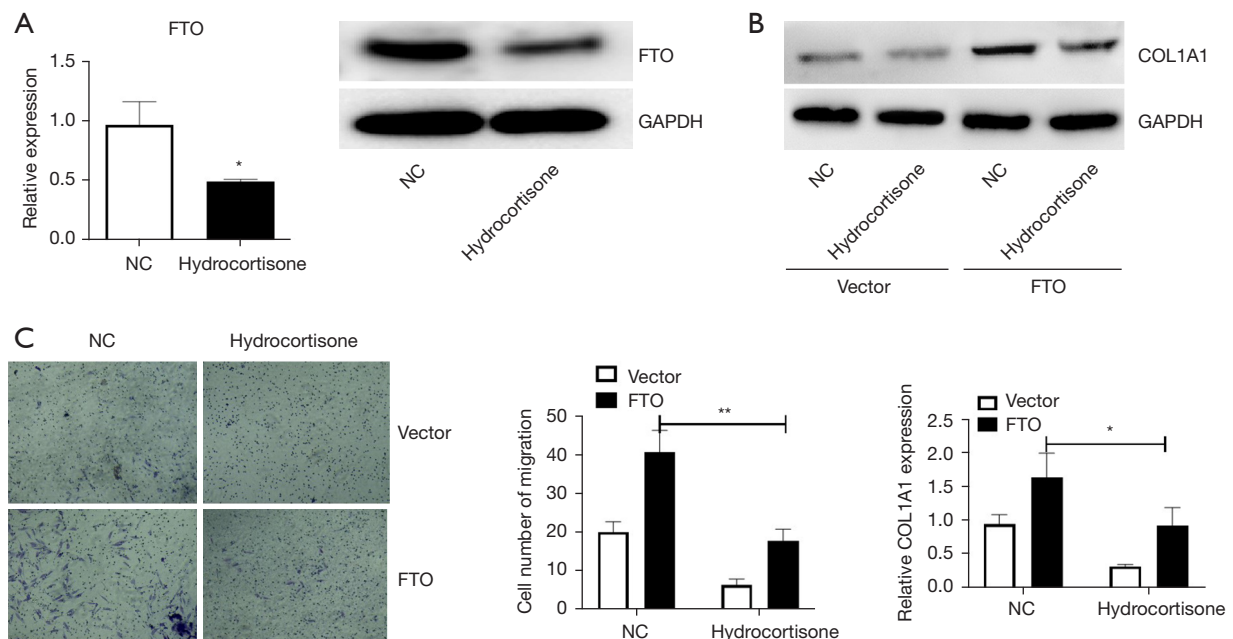 A
FTO
Relative expression
1.5
1.0
0.5
0.0
*
NC
Hydrocortisone
FTO
GAPDH
NC
Hydrocortisone
B
COL1A1
GAPDH
NC
Hydrocortisone
NC
Hydrocortisone
Vector
FTO
C
NC
Hydrocortisone
Vector
FTO
Vector
FTO
Cell number of migration
50
40
30
20
10
0
**
NC
Hydrocortisone
Vector
FTO
Relative COL1A1 expression
2.5
2.0
1.5
1.0
0.5
0.0
*
NC
Hydrocortisone